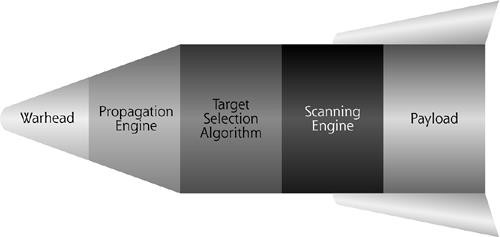 Warhead
Propagation
Engine
Target
Selection
Algorithm
Scanning
Engine
Payload